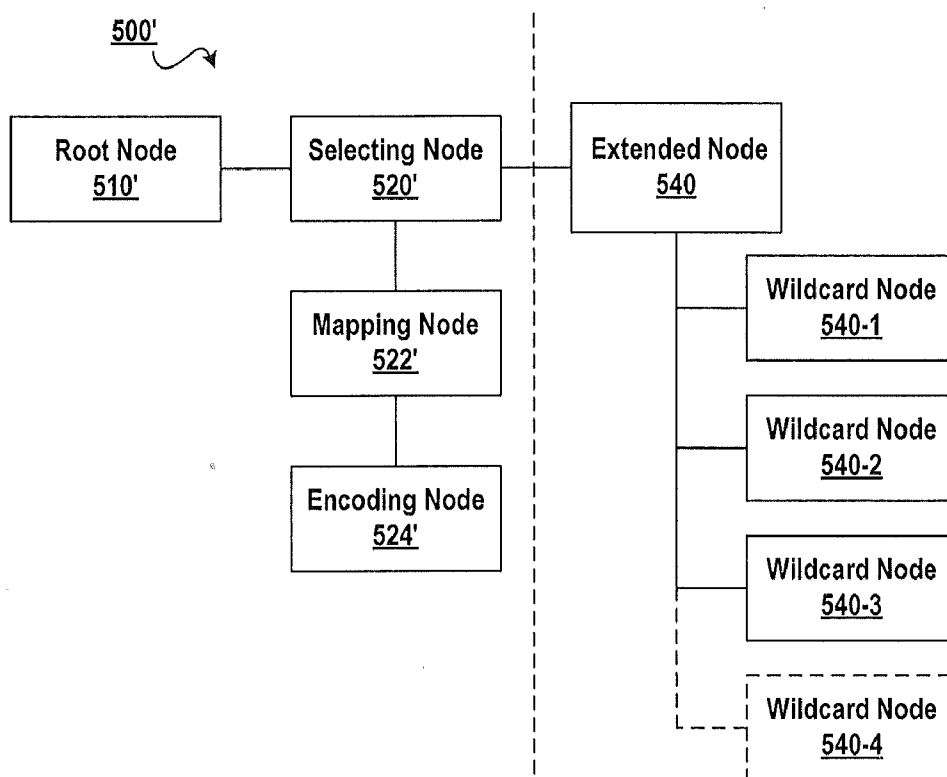 500'
Root Node
510'
Selecting Node
520'
Extended Node
540
Mapping Node
522'
Encoding Node
524'
Wildcard Node
540-1
Wildcard Node
540-2
Wildcard Node
540-3
Wildcard Node
540-4